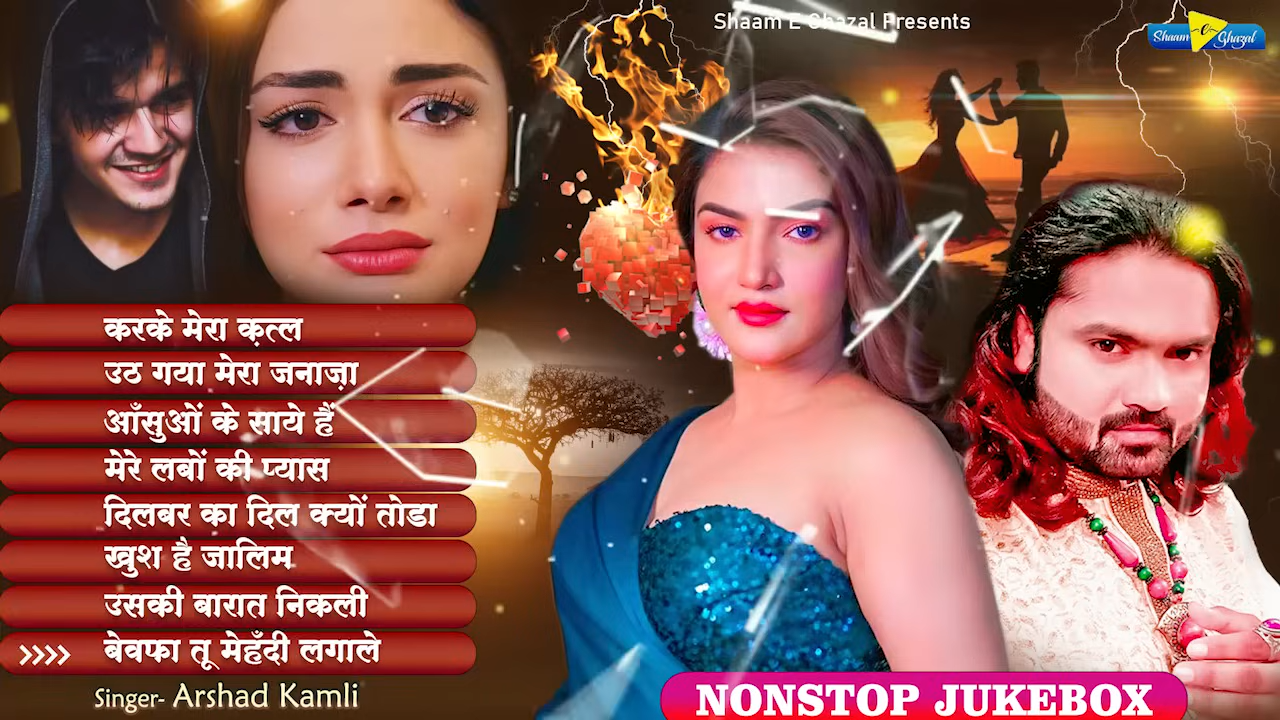 Shaam E Ghazal Presents
Shaam E Ghazal
करके मेरा क़त्ल
उठ गया मेरा जनाज़ा
आँसुओं के साये हैं
मेरे लबों की प्यास
दिलबर का दिल क्यों तोडा
खुश है जालिम
उसकी बारात निकली
बेवफा तू मेहँदी लगाले
Singer- Arshad Kamli
NONSTOP JUKEBOX